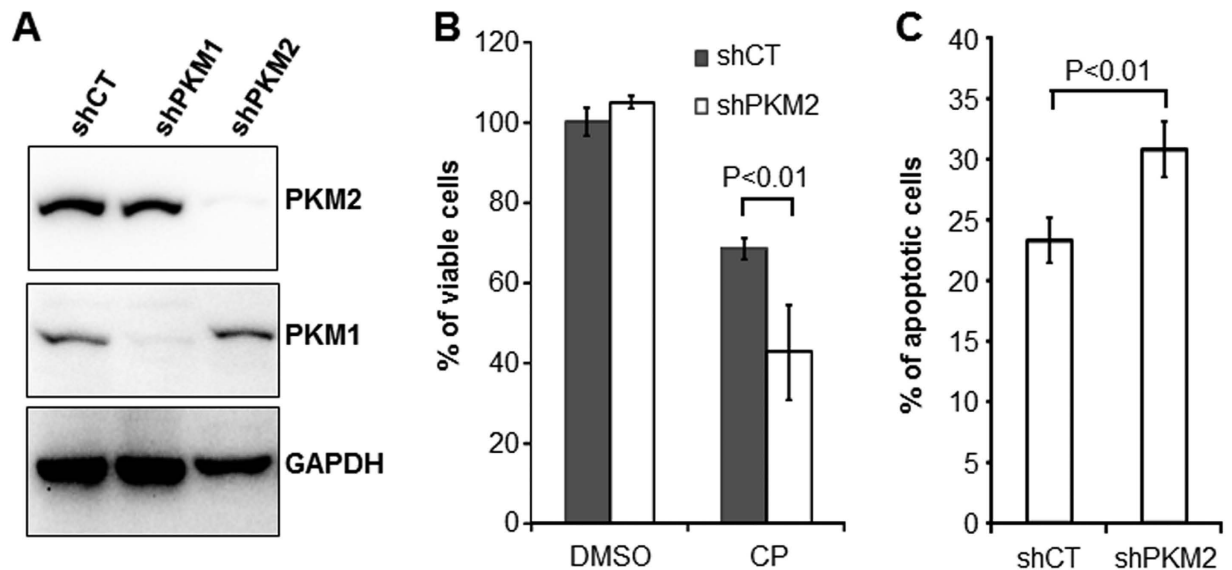 A
shCT
shPKM1
shPKM2
PKM2
PKM1
GAPDH
B
% of viable cells
120
100
80
60
40
20
0
shCT
shPKM2
P<0.01
DMSO
CP
C
% of apoptotic cells
40
35
30
25
20
15
10
5
0
P<0.01
shCT
shPKM2